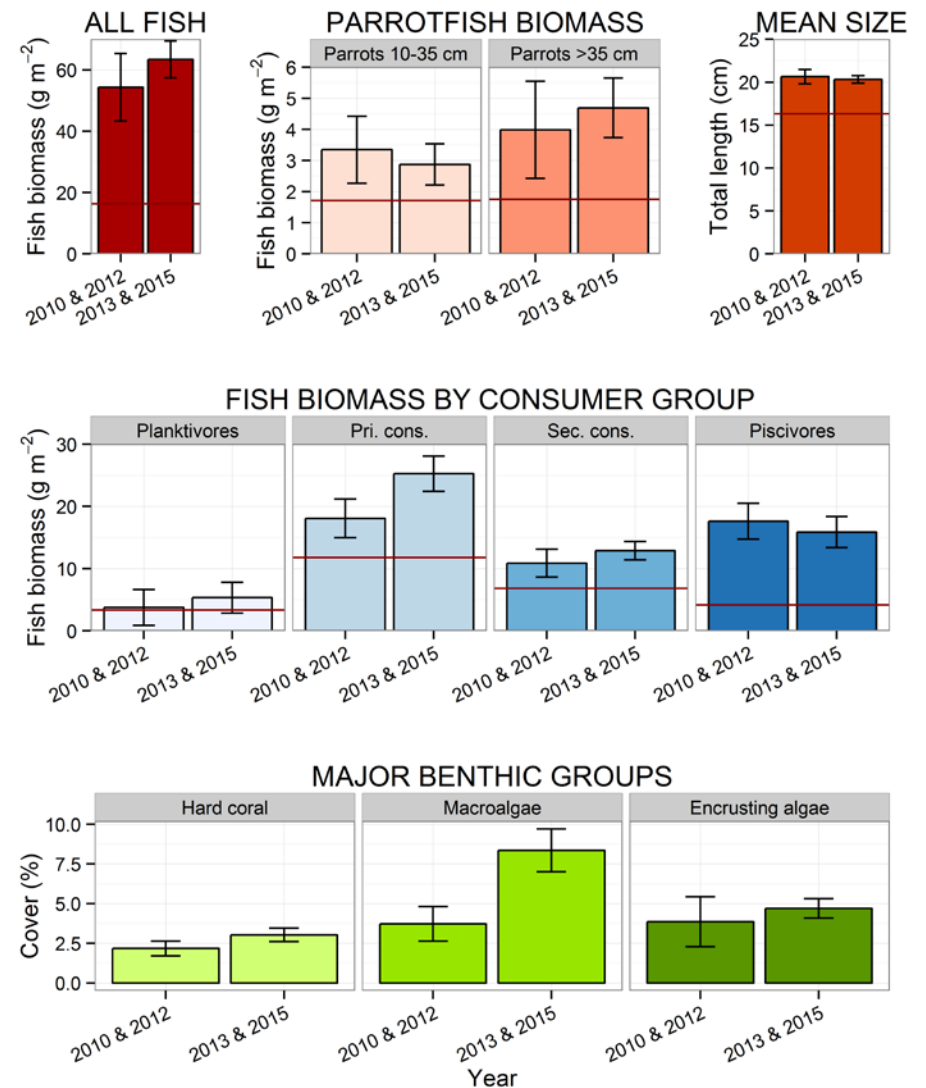 ALL FISH
Fish biomass (g m⁻²)
60
40
20
0
2010 & 2012
2013 & 2015
PARROTFISH BIOMASS
Parrots 10-35 cm
Parrots >35 cm
Fish biomass (g m⁻²)
6
5
4
3
2
1
0
2010 & 2012
2013 & 2015
2010 & 2012
2013 & 2015
MEAN SIZE
Total length (cm)
25
20
15
10
5
0
2010 & 2012
2013 & 2015
FISH BIOMASS BY CONSUMER GROUP
Planktivores
Pri. cons.
Sec. cons.
Piscivores
Fish biomass (g m⁻²)
30
20
10
0
2010 & 2012
2013 & 2015
2010 & 2012
2013 & 2015
2010 & 2012
2013 & 2015
2010 & 2012
2013 & 2015
MAJOR BENTHIC GROUPS
Hard coral
Macroalgae
Encrusting algae
Cover (%)
10.0
7.5
5.0
2.5
0.0
2010 & 2012
2013 & 2015
2010 & 2012
2013 & 2015
2010 & 2012
2013 & 2015
Year